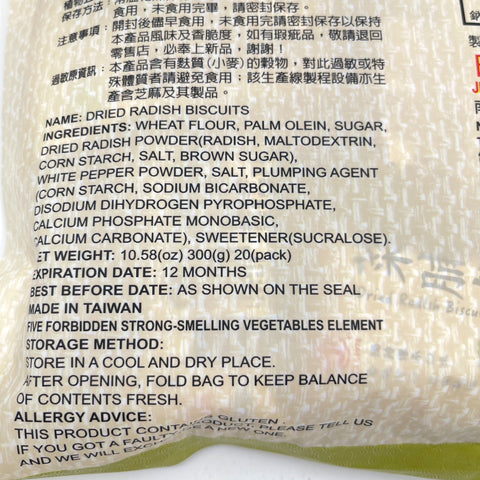 保存方法：
食用，未食用完畢，請密封保存。
注意事項：開封後儘早食用，未食用完請密封保存以保持
本產品風味及香脆度，如有瑕疵品，敬請退回
零售店，必奉上新品，謝謝！
過敏原資訊：本產品含有麩質(小麥)的穀物，對此過敏或特
殊體質者請避免食用；該生產線製程設備亦生
產含芝麻及其製品。
NAME: DRIED RADISH BISCUITS
INGREDIENTS: WHEAT FLOUR, PALM OLEIN, SUGAR,
DRIED RADISH POWDER(RADISH, MALTODEXTRIN,
CORN STARCH, SALT, BROWN SUGAR),
WHITE PEPPER POWDER, SALT, PLUMPING AGENT
(CORN STARCH, SODIUM BICARBONATE,
DISODIUM DIHYDROGEN PYROPHOSPHATE,
CALCIUM PHOSPHATE MONOBASIC,
CALCIUM CARBONATE), SWEETENER(SUCRALOSE).
NET WEIGHT: 10.58(oz) 300(g) 20(pack)
EXPIRATION DATE: 12 MONTHS
BEST BEFORE DATE: AS SHOWN ON THE SEAL
MADE IN TAIWAN
FIVE FORBIDDEN STRONG-SMELLING VEGETABLES ELEMENT
STORAGE METHOD:
STORE IN A COOL AND DRY PLACE.
AFTER OPENING, FOLD BAG TO KEEP BALANCE
OF CONTENTS FRESH.
ALLERGY ADVICE:
THIS PRODUCT GLUTEN
IF YOU GOT A FAULTY PLEASE TELL US
AND WE WILL A NEW ONE.
製
Dried Radish Biscu